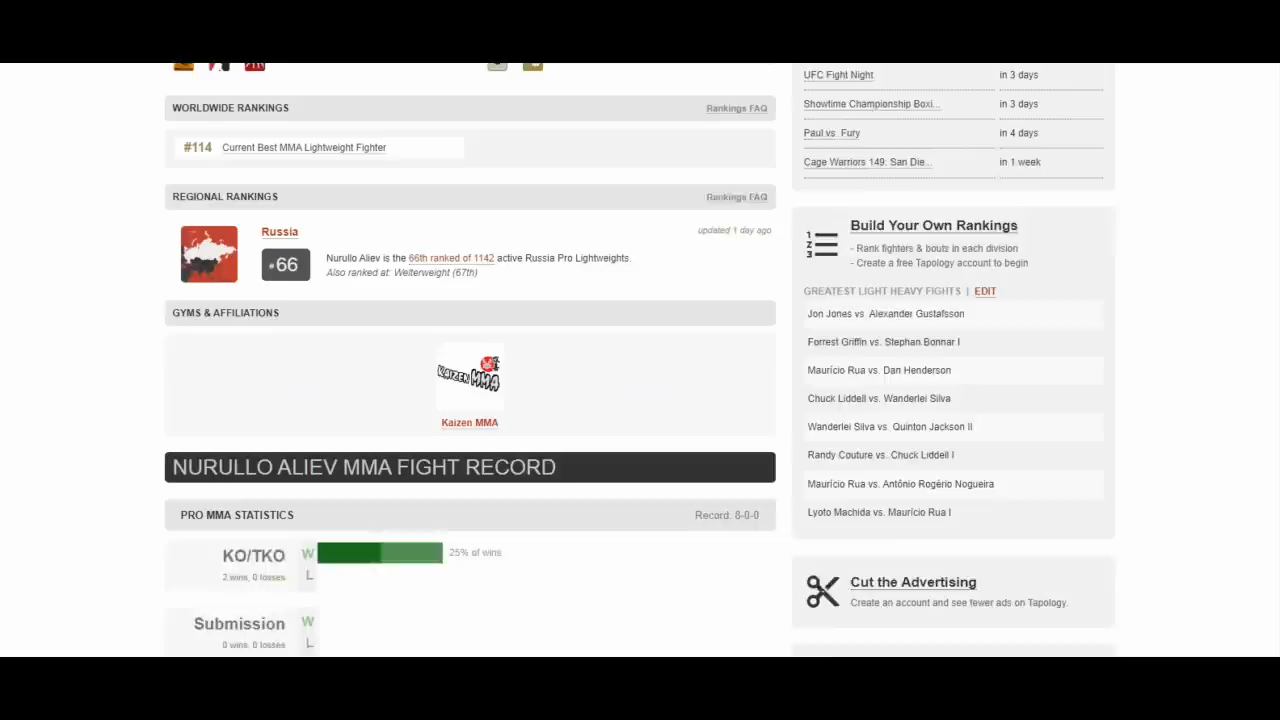 WORLDWIDE RANKINGS
Rankings FAQ
#114 Current Best MMA Lightweight Fighter
REGIONAL RANKINGS
Rankings FAQ
Russia
updated 1 day ago
#66
Nurullo Aliev is the 66th ranked of 1142 active Russia Pro Lightweights.
Also ranked at: Welterweight (67th)
GYMS & AFFILIATIONS
KAIZEN MMA
Kaizen MMA
NURULLO ALIEV MMA FIGHT RECORD
PRO MMA STATISTICS
Record: 8-0-0
KO/TKO
2 wins, 0 losses
W
25% of wins
L
Submission
0 wins, 0 losses
W
L
UFC Fight Night in 3 days
Showtime Championship Boxi... in 3 days
Paul vs. Fury in 4 days
Cage Warriors 149: San Die... in 1 week
1
2
3
Build Your Own Rankings
- Rank fighters & bouts in each division
- Create a free Tapology account to begin
GREATEST LIGHT HEAVY FIGHTS | EDIT
Jon Jones vs. Alexander Gustafsson
Forrest Griffin vs. Stephan Bonnar I
Maurício Rua vs. Dan Henderson
Chuck Liddell vs. Wanderlei Silva
Wanderlei Silva vs. Quinton Jackson II
Randy Couture vs. Chuck Liddell I
Maurício Rua vs. Antônio Rogério Nogueira
Lyoto Machida vs. Maurício Rua I
Cut the Advertising
Create an account and see fewer ads on Tapology.